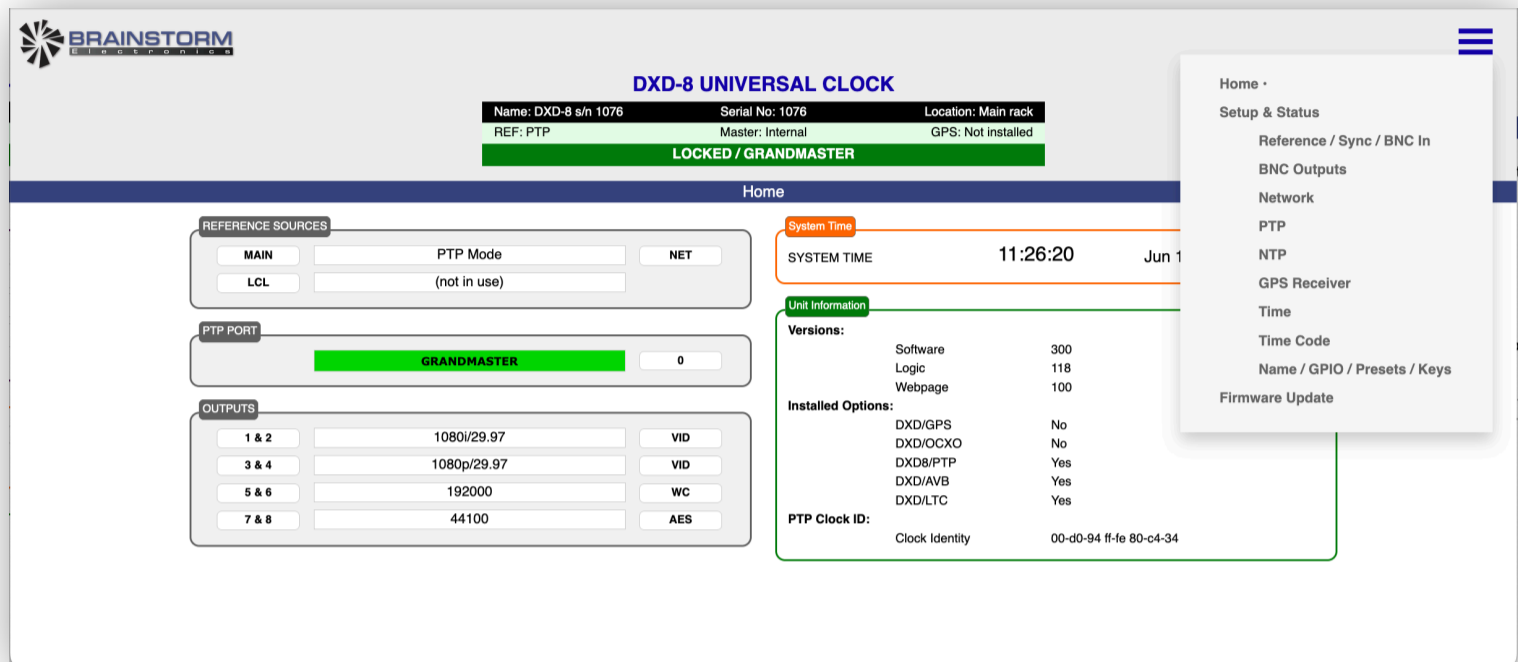 BRAINSTORM
Electronics
DXD-8 UNIVERSAL CLOCK
Name: DXD-8 s/n 1076 Serial No: 1076 Location: Main rack
REF: PTP Master: Internal GPS: Not installed
LOCKED / GRANDMASTER
Home
REFERENCE SOURCES
MAIN PTP Mode NET
LCL (not in use)
PTP PORT
GRANDMASTER 0
OUTPUTS
1 & 2 1080i/29.97 VID
3 & 4 1080p/29.97 VID
5 & 6 192000 WC
7 & 8 44100 AES
System Time
SYSTEM TIME 11:26:20 Jun 1
Unit Information
Versions:
Software 300
Logic 118
Webpage 100
Installed Options:
DXD/GPS No
DXD/OCXO No
DXD8/PTP Yes
DXD/AVB Yes
DXD/LTC Yes
PTP Clock ID:
Clock Identity 00-d0-94 ff-fe 80-c4-34
Home •
Setup & Status
Reference / Sync / BNC In
BNC Outputs
Network
PTP
NTP
GPS Receiver
Time
Time Code
Name / GPIO / Presets / Keys
Firmware Update